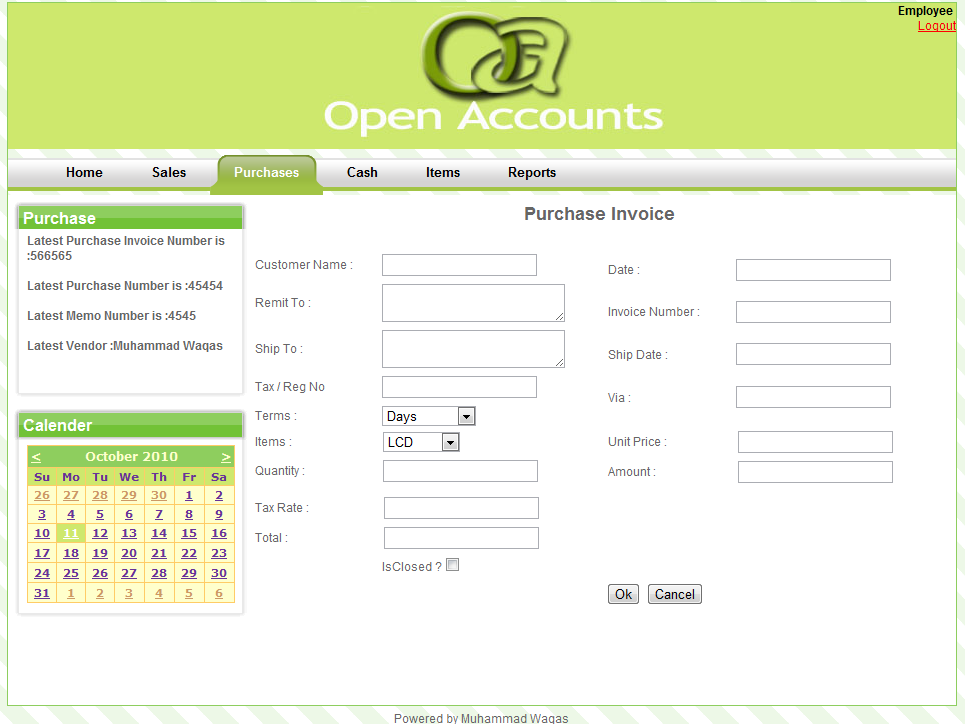 Employee
Logout
Oa
Open Accounts
Home Sales Purchases Cash Items Reports
Purchase
Latest Purchase Invoice Number is
:566565
Latest Purchase Number is :45454
Latest Memo Number is :4545
Latest Vendor :Muhammad Waqas
Calender
< October 2010 >
Su Mo Tu We Th Fr Sa
26 27 28 29 30 1 2
3 4 5 6 7 8 9
10 11 12 13 14 15 16
17 18 19 20 21 22 23
24 25 26 27 28 29 30
31 1 2 3 4 5 6
Purchase Invoice
Customer Name :
Remit To :
Ship To :
Tax / Reg No
Terms : Days
Items : LCD
Quantity :
Tax Rate :
Total :
IsClosed ?
Date :
Invoice Number :
Ship Date :
Via :
Unit Price :
Amount :
Ok Cancel
Powered by Muhammad Waqas